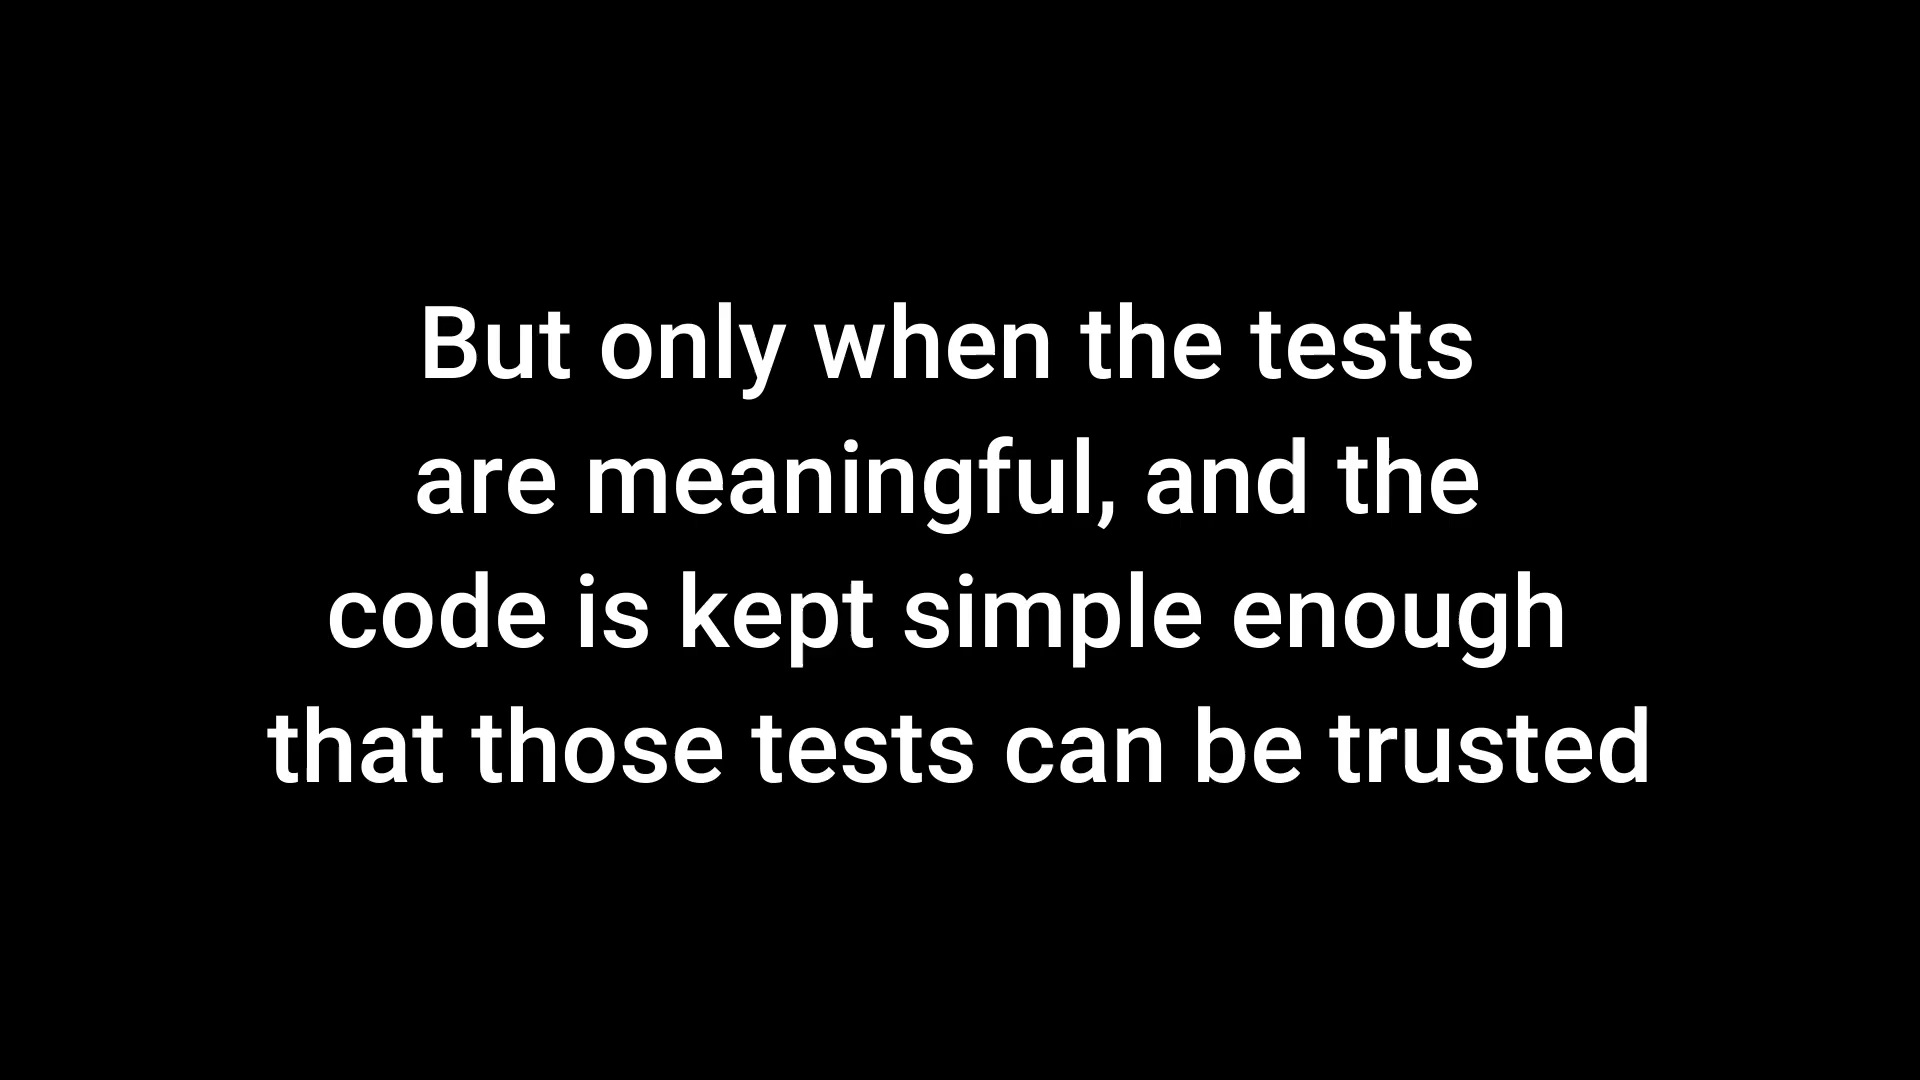 But only when the tests
are meaningful, and the
code is kept simple enough
that those tests can be trusted